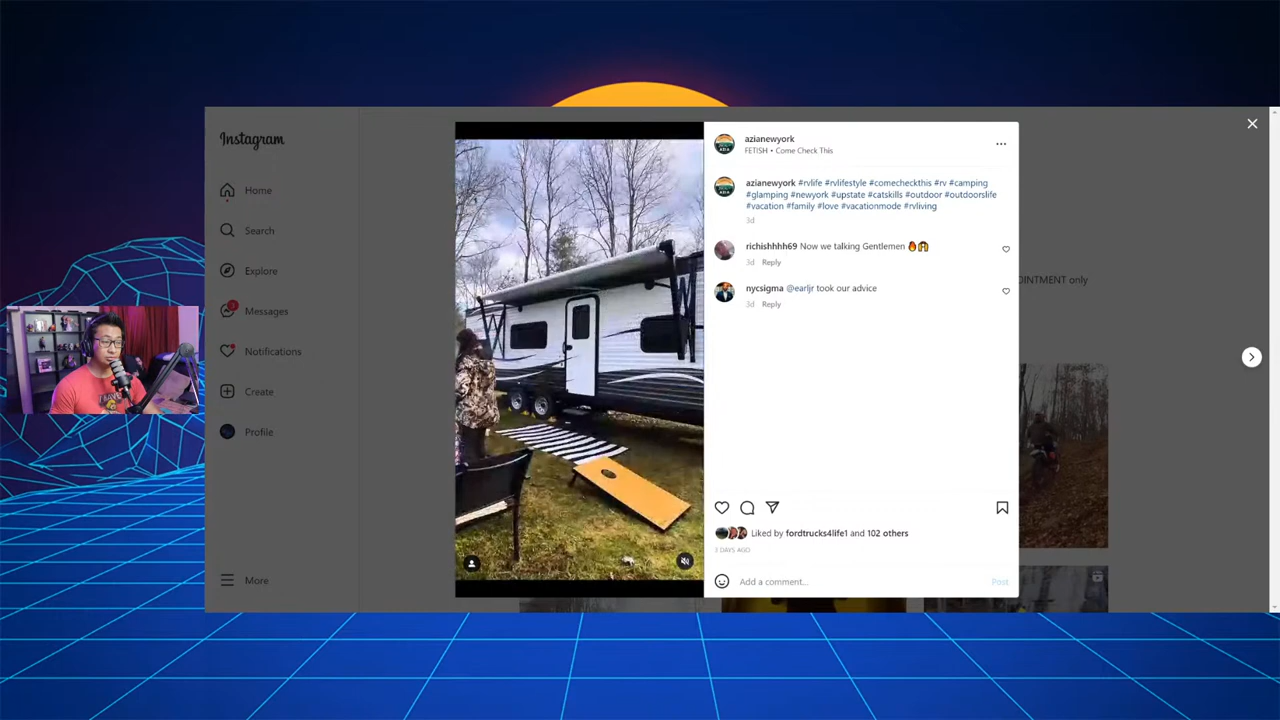 Instagram
Home
Search
Explore
Messages
Notifications
Create
Profile
More
azianewyork
FETISH • Come Check This
azianewyork #rvlife #rvlifestyle #comecheckthis #rv #camping
#glamping #newyork #upstate #catskills #outdoor #outdoorslife
#vacation #family #love #vacationmode #rvliving
3d
richishhhh69 Now we talking Gentlemen 🔥🙌
3d Reply
nycsigma @earljr took our advice
3d Reply
Liked by fordtrucks4life1 and 102 others
3 DAYS AGO
Add a comment...
Post
OINTMENT only